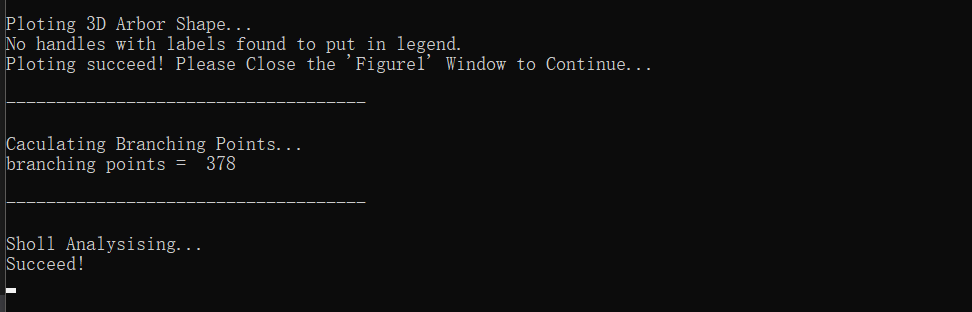 Ploting 3D Arbor Shape...
No handles with labels found to put in legend.
Ploting succeed! Please Close the 'Figure1' Window to Continue...
------------------------------------
Caculating Branching Points...
branching points =  378
------------------------------------
Sholl Analysising...
Succeed!